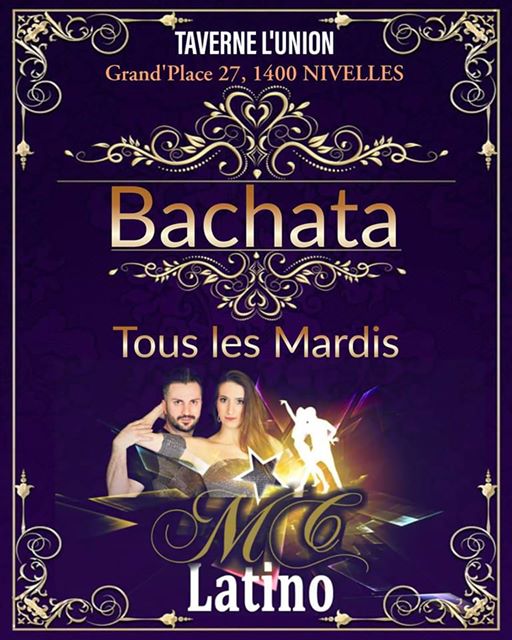 TAVERNE L'UNION
Grand'Place 27, 1400 NIVELLES
Bachata
Tous les Mardis
MC
Latino